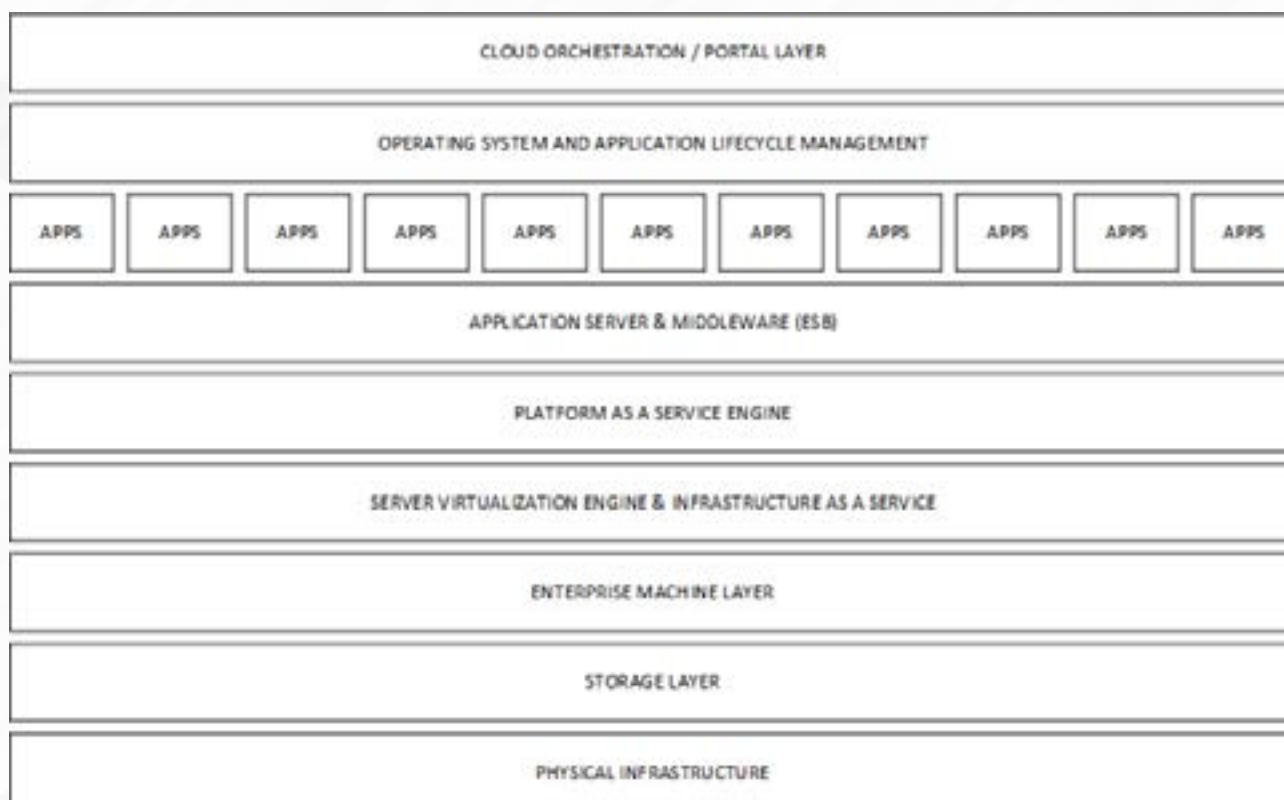 CLOUD ORCHESTRATION / PORTAL LAYER
OPERATING SYSTEM AND APPLICATION LIFECYCLE MANAGEMENT
APPS APPS APPS APPS APPS APPS APPS APPS APPS APPS APPS
APPLICATION SERVER & MIDDLEWARE (ESB)
PLATFORM AS A SERVICE ENGINE
SERVER VIRTUALIZATION ENGINE & INFRASTRUCTURE AS A SERVICE
ENTERPRISE MACHINE LAYER
STORAGE LAYER
PHYSICAL INFRASTRUCTURE